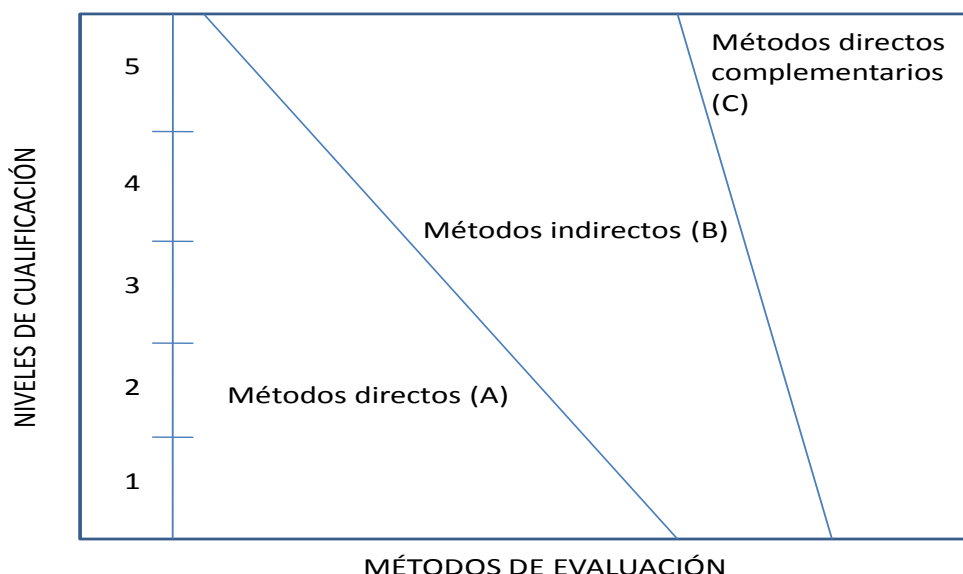 NIVELES DE CUALIFICACIÓN
5
4
3
2
1
Métodos directos (A)
Métodos indirectos (B)
Métodos directos
complementarios
(C)
MÉTODOS DE EVALUACIÓN